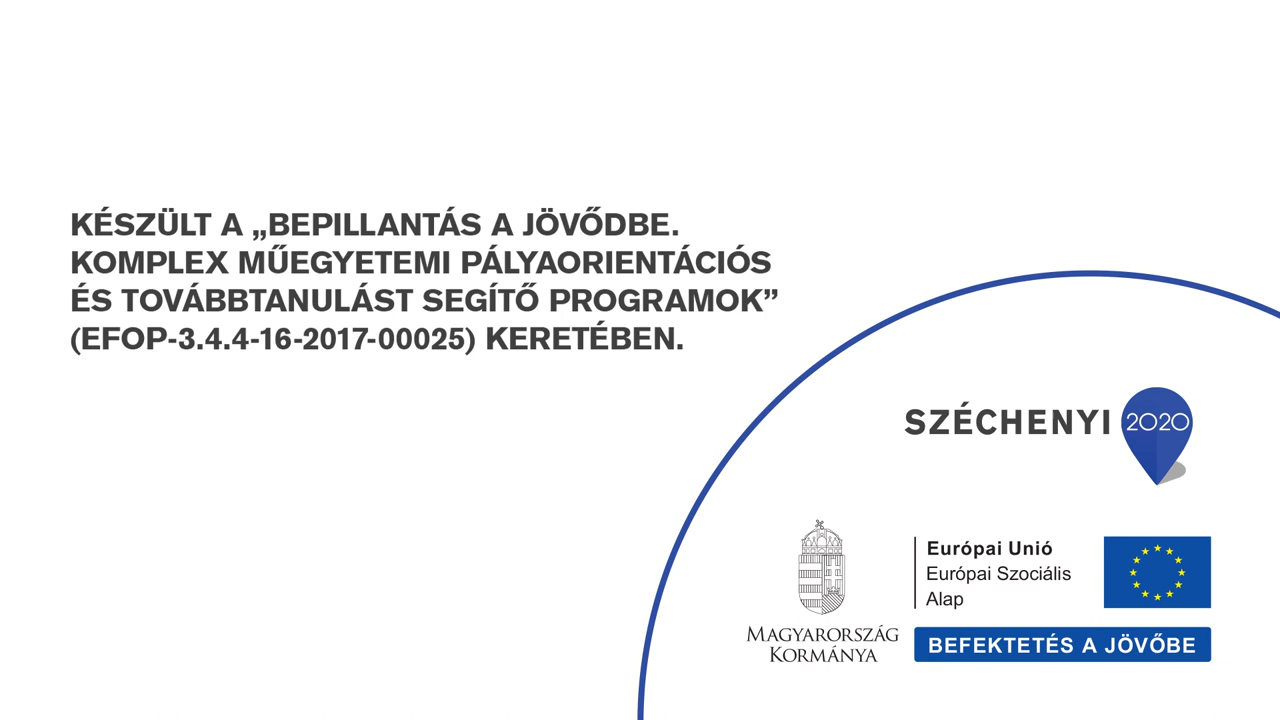 KÉSZÜLT A „BEPILLANTÁS A JÖVŐDBE.
KOMPLEX MŰEGYETEMI PÁLYAORIENTÁCIÓS
ÉS TOVÁBBTANULÁST SEGÍTŐ PROGRAMOK”
(EFOP-3.4.4-16-2017-00025) KERETÉBEN.
SZÉCHENYI 2020
Európai Unió
Európai Szociális
Alap
MAGYARORSZÁG
KORMÁNYA
BEFEKTETÉS A JÖVŐBE